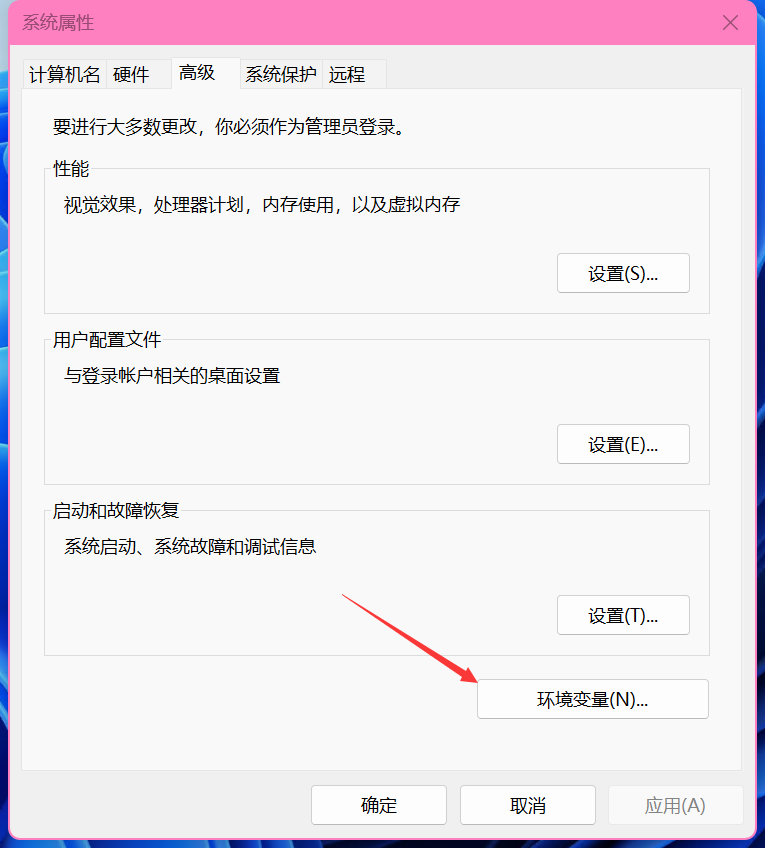 系统属性
计算机名 硬件 高级 系统保护 远程
要进行大多数更改，你必须作为管理员登录。
性能
视觉效果，处理器计划，内存使用，以及虚拟内存
设置(S)...
用户配置文件
与登录帐户相关的桌面设置
设置(E)...
启动和故障恢复
系统启动、系统故障和调试信息
设置(T)...
环境变量(N)...
确定 取消 应用(A)